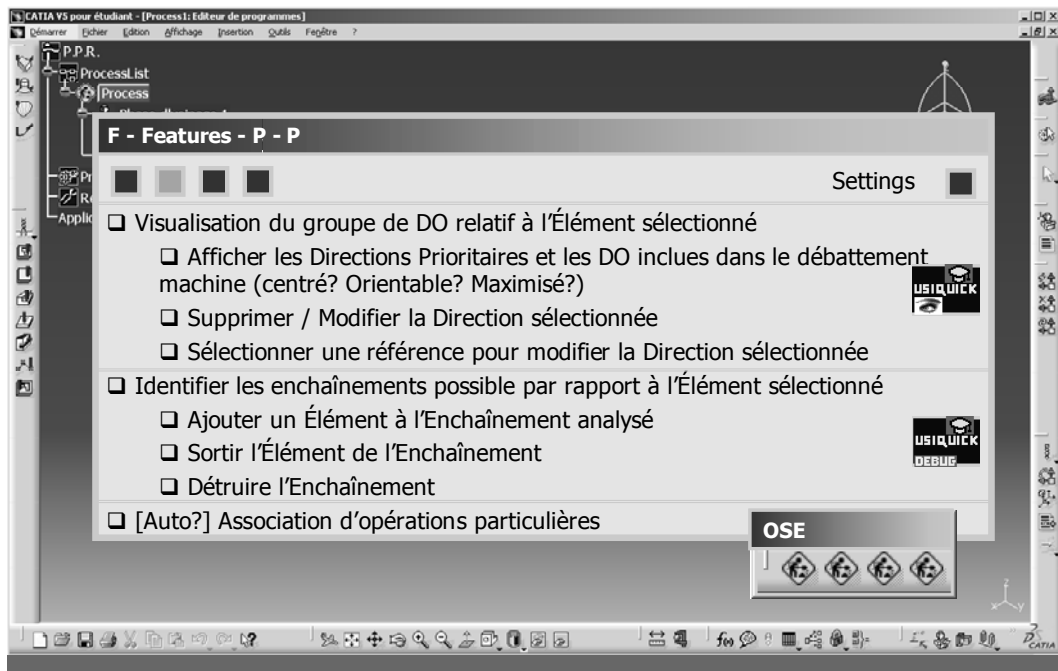 CATIA V5 pour étudiant - [Process1: Editeur de programmes]
Démarrer Fichier Edition Affichage Insertion Outils Fenêtre ?
P.P.R.
ProcessList
Process
F - Features - P - P
Settings
Pr
R
Applic
❑ Visualisation du groupe de DO relatif à l’Élément sélectionné
❑ Afficher les Directions Prioritaires et les DO inclues dans le débattement
machine (centré? Orientable? Maximisé?)
USIQUICK
❑ Supprimer / Modifier la Direction sélectionnée
❑ Sélectionner une référence pour modifier la Direction sélectionnée
❑ Identifier les enchaînements possible par rapport à l’Élément sélectionné
❑ Ajouter un Élément à l’Enchaînement analysé
❑ Sortir l’Élément de l’Enchaînement
USIQUICK
DEBUG
❑ Détruire l’Enchaînement
❑ [Auto?] Association d’opérations particulières
OSE
z
x y
f(x)
CATIA